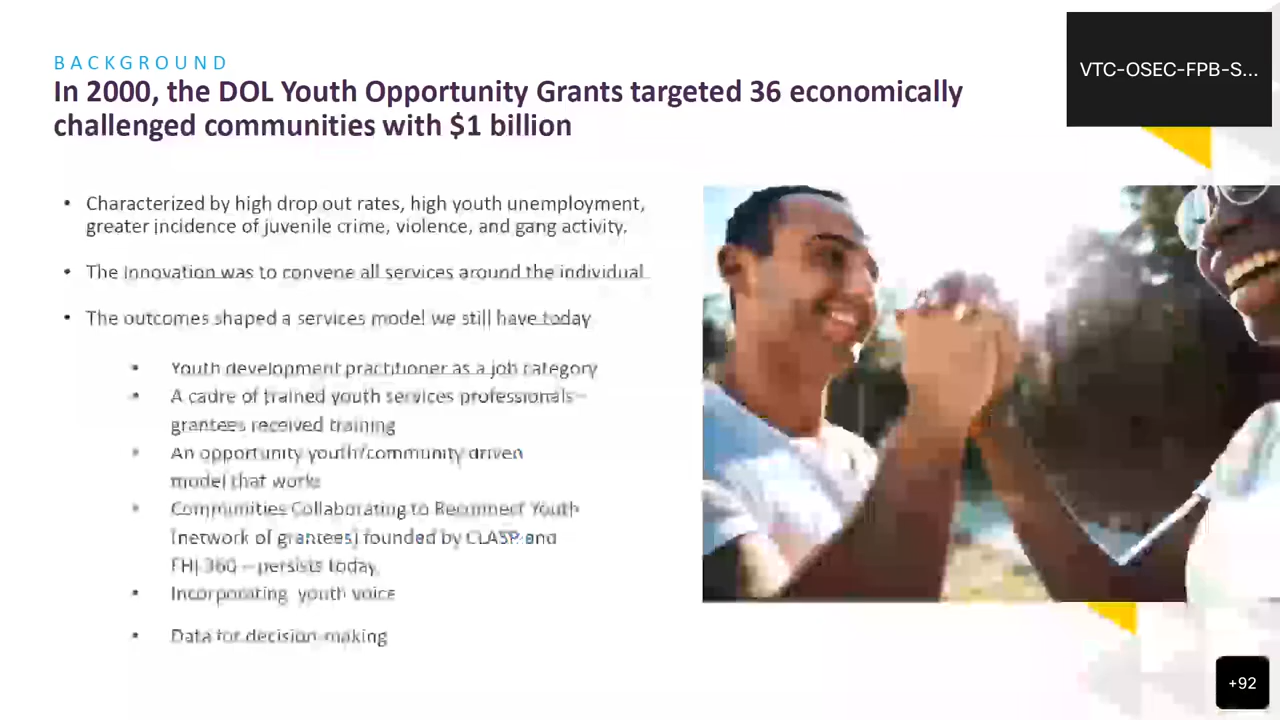 BACKGROUND
In 2000, the DOL Youth Opportunity Grants targeted 36 economically
challenged communities with $1 billion
VTC-OSEC-FPB-S...
• Characterized by high drop out rates, high youth unemployment,
greater incidence of juvenile crime, violence, and gang activity.
• The Innovation was to convene all services around the individual
• The outcomes shaped a services model we still have today
• Youth development practitioner as a job category
• A cadre of trained youth services professionals–
grantees received training
• An opportunity youth/community driven
model that works
• Communities Collaborating to Reconnect Youth
(network of grantees) founded by CLASP and
FHI 360 – persists today
• Incorporating youth voice
• Data for decision-making
+92